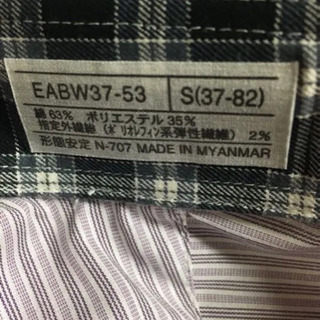 EABW37-53 S(37-82)
綿 63% ポリエステル 35%
指定外繊維 (ポリオレフィン系弾性繊維) 2%
形態安定 N-707 MADE IN MYANMAR